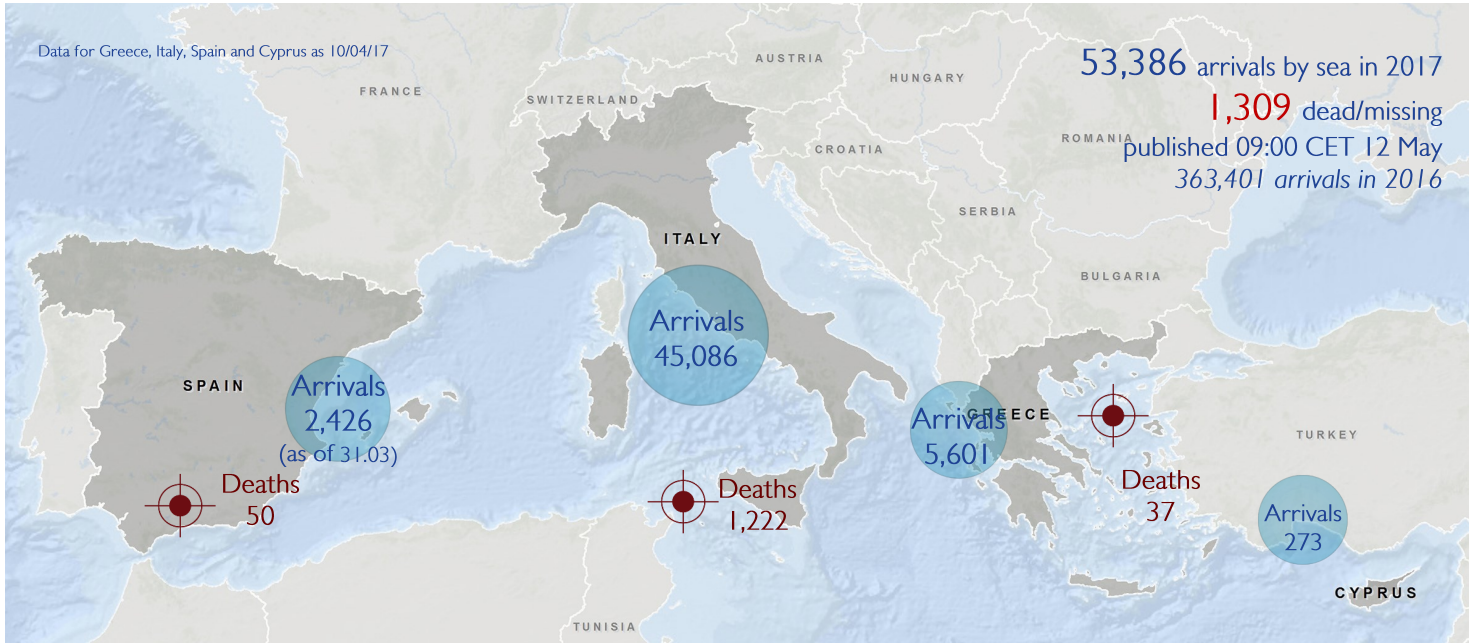 Data for Greece, Italy, Spain and Cyprus as 10/04/17
53,386 arrivals by sea in 2017
1,309 dead/missing
published 09:00 CET 12 May
363,401 arrivals in 2016
AUSTRIA
HUNGARY
FRANCE
SWITZERLAND
ROMANIA
CROATIA
SERBIA
ITALY
BULGARIA
Arrivals
45,086
SPAIN
Arrivals
2,426
(as of 31.03)
GREECE
Arrivals
5,601
TURKEY
Deaths
50
Deaths
1,222
Deaths
37
Arrivals
273
CYPRUS
TUNISIA